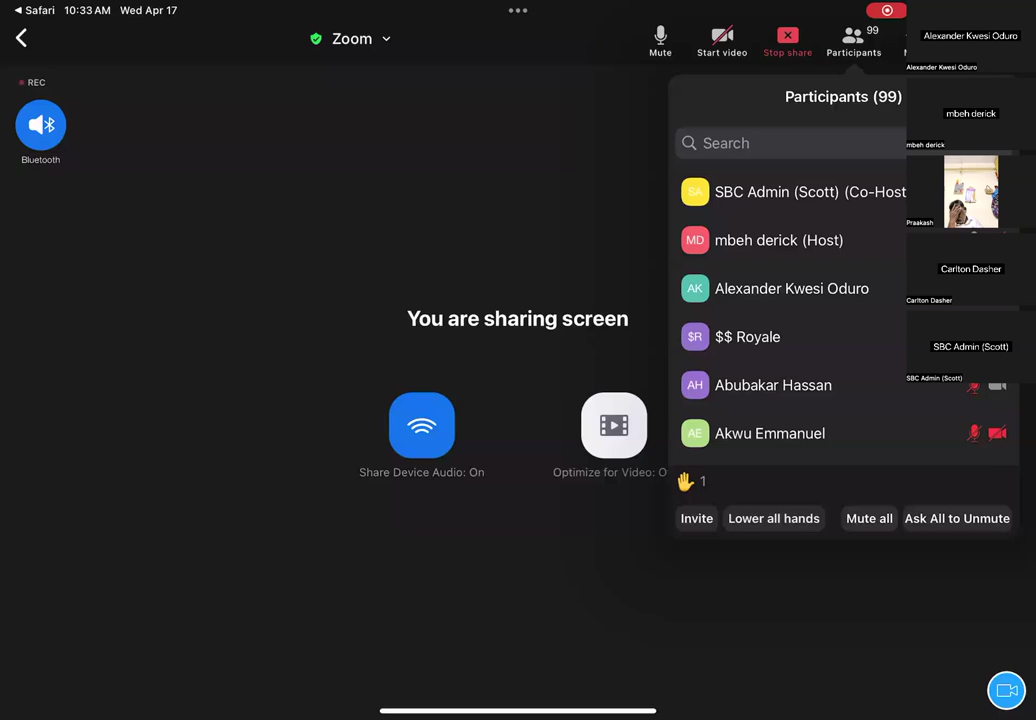 ◀ Safari 10:33 AM Wed Apr 17
Zoom
Mute
Start video
Stop share
99
Participants
REC
Bluetooth
You are sharing screen
Share Device Audio: On
Optimize for Video: O
Participants (99)
Search
SA SBC Admin (Scott) (Co-Host
MD mbeh derick (Host)
AK Alexander Kwesi Oduro
$R $$ Royale
AH Abubakar Hassan
AE Akwu Emmanuel
1
Invite
Lower all hands
Mute all
Ask All to Unmute
Alexander Kwesi Oduro
Alexander Kwesi Oduro
mbeh derick
mbeh derick
Praakash
Carlton Dasher
Carlton Dasher
SBC Admin (Scott)
SBC Admin (Scott)